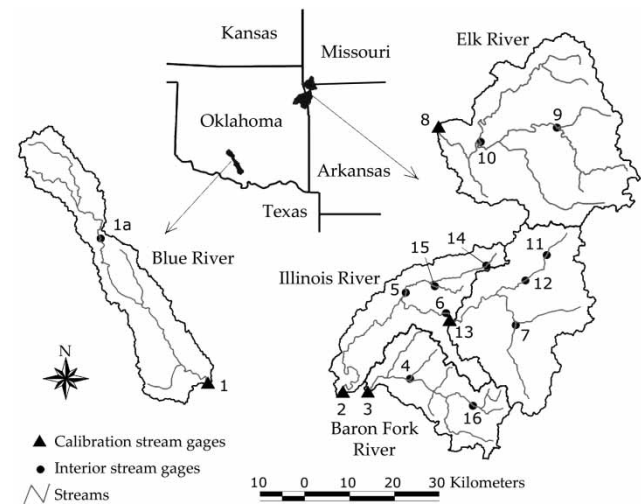 Kansas
Missouri
Elk River
8
9
10
Oklahoma
Arkansas
Texas
1a
Blue River
14
11
15
Illinois River
5
12
6
13
7
N
1
4
2
3
16
Baron Fork
River
Calibration stream gages
Interior stream gages
Streams
10 0 10 20 30 Kilometers